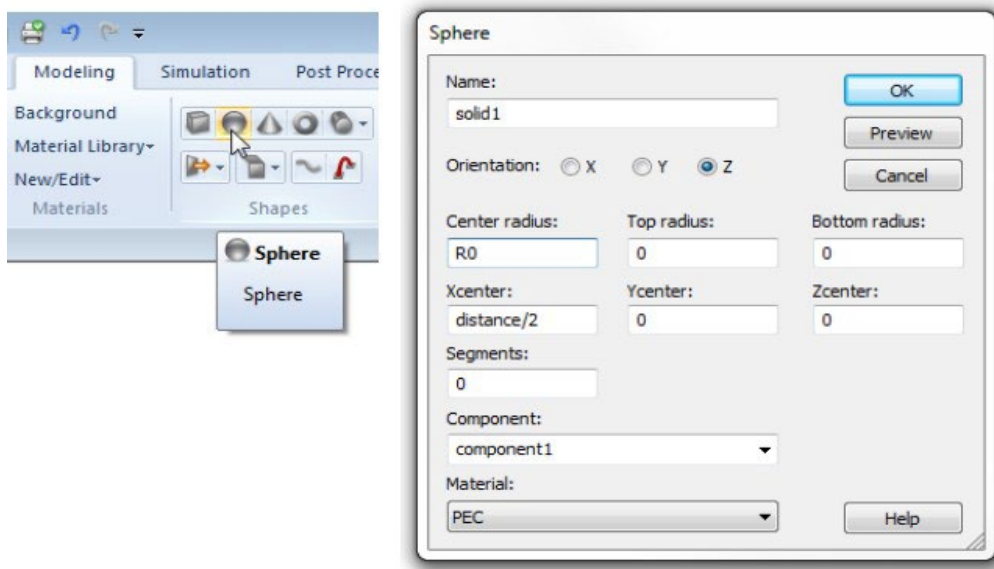 Modeling Simulation Post Proce
Background
Material Library
New/Edit
Materials
Shapes
Sphere
Sphere
Sphere
Name:
solid1
OK
Preview
Orientation: X Y Z
Cancel
Center radius: Top radius: Bottom radius:
R0 0 0
Xcenter: Ycenter: Zcenter:
distance/2 0 0
Segments:
0
Component:
component1
Material:
PEC
Help